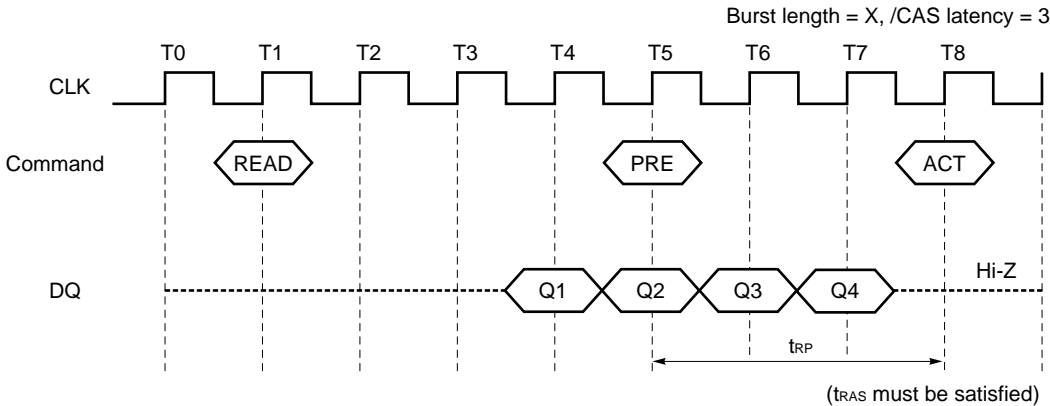 Burst length = X, /CAS latency = 3
T0 T1 T2 T3 T4 T5 T6 T7 T8
CLK
Command READ PRE ACT
Hi-Z
DQ Q1 Q2 Q3 Q4
tRP
(tRAS must be satisfied)